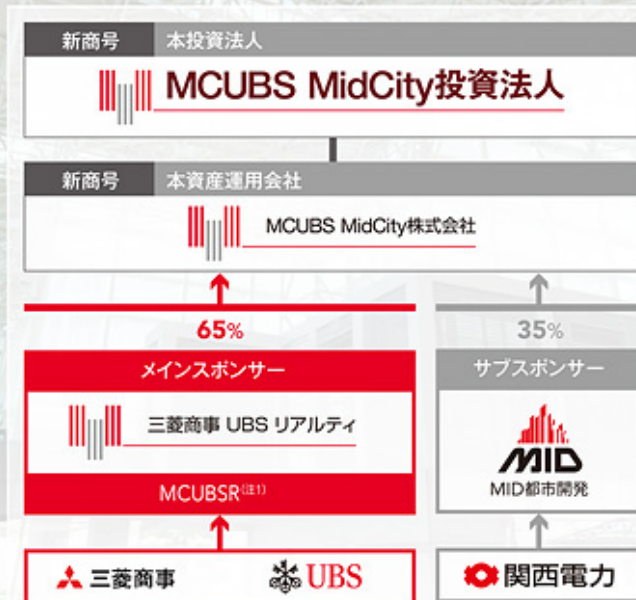 新商号 本投資法人
MCUBS MidCity投資法人
新商号 本資産運用会社
MCUBS MidCity株式会社
65% 35%
メインスポンサー サブスポンサー
三菱商事 UBS リアルティ
MID
MID都市開発
MCUBSR(注1)
三菱商事 UBS 関西電力